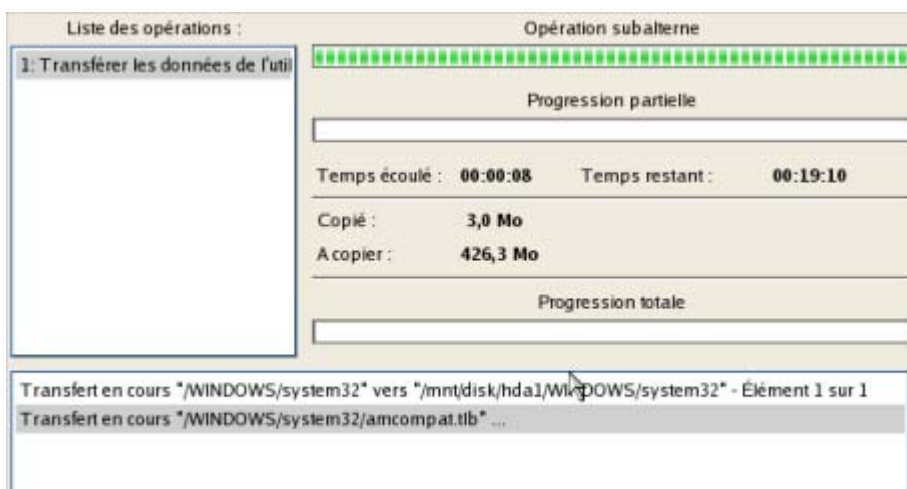 Liste des opérations :
1: Transférer les données de l'util
Opération subalterne
Progression partielle
Temps écoulé : 00:00:08 Temps restant : 00:19:10
Copié : 3,0 Mo
A copier : 426,3 Mo
Progression totale
Transfert en cours "/WINDOWS/system32" vers "/mnt/disk/hda1/WINDOWS/system32" - Élément 1 sur 1
Transfert en cours "/WINDOWS/system32/amcompat.tlb" ...